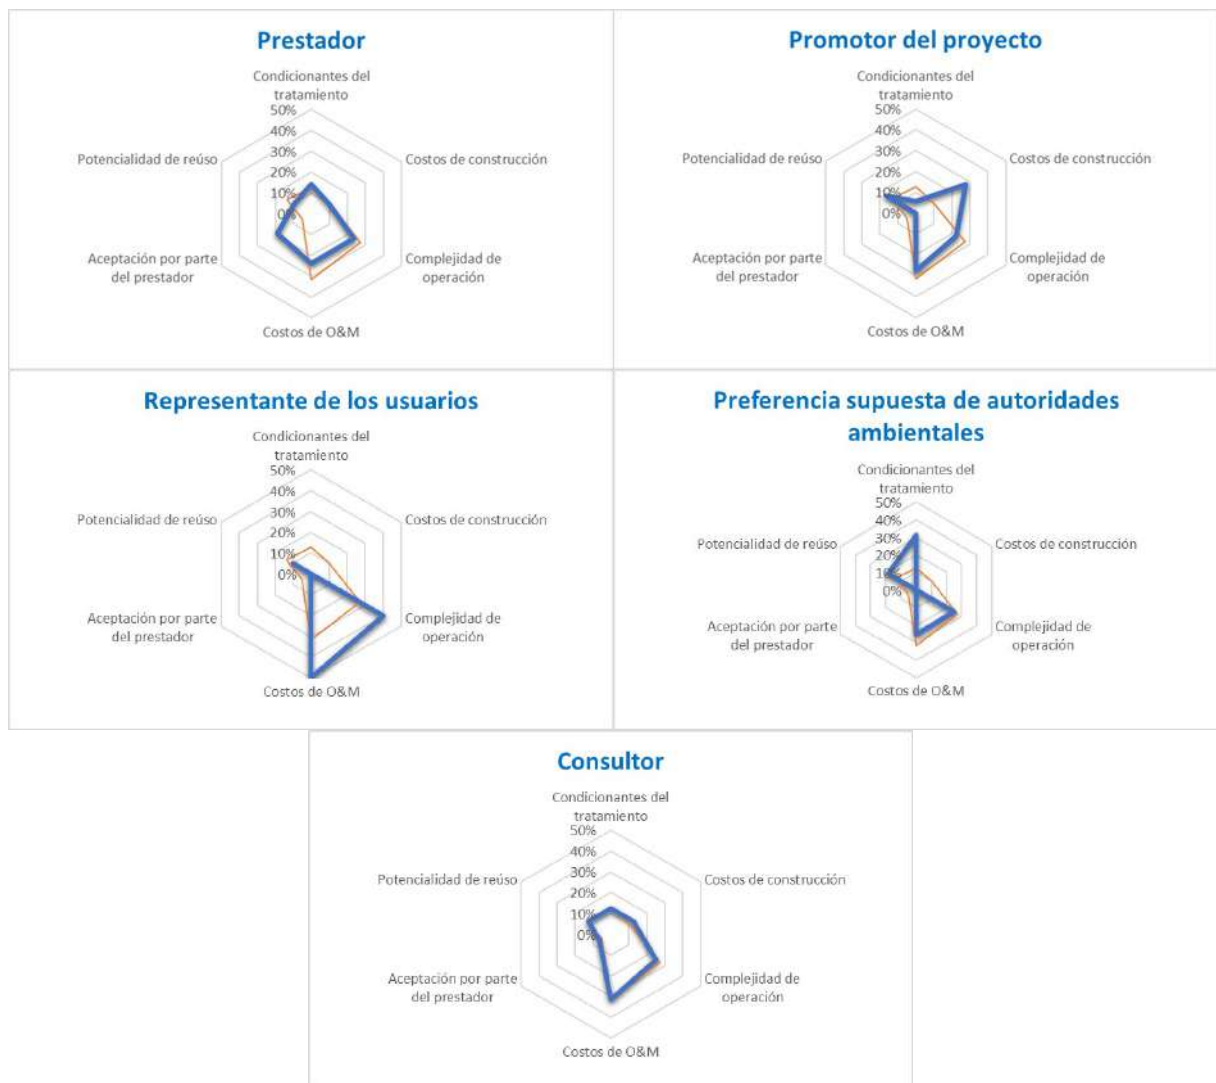 Prestador
Condicionantes del
tratamiento
50%
40%
30%
20%
10%
0%
Potencialidad de reúso
Costos de construcción
Aceptación por parte
del prestador
Complejidad de
operación
Costos de O&M
Promotor del proyecto
Condicionantes del
tratamiento
50%
40%
30%
20%
10%
0%
Potencialidad de reúso
Costos de construcción
Aceptación por parte
del prestador
Complejidad de
operación
Costos de O&M
Representante de los usuarios
Condicionantes del
tratamiento
50%
40%
30%
20%
10%
0%
Potencialidad de reúso
Costos de construcción
Aceptación por parte
del prestador
Complejidad de
operación
Costos de O&M
Preferencia supuesta de autoridades
ambientales
Condicionantes del
tratamiento
50%
40%
30%
20%
10%
0%
Potencialidad de reúso
Costos de construcción
Aceptación por parte
del prestador
Complejidad de
operación
Costos de O&M
Consultor
Condicionantes del
tratamiento
50%
40%
30%
20%
10%
0%
Potencialidad de reúso
Costos de construcción
Aceptación por parte
del prestador
Complejidad de
operación
Costos de O&M